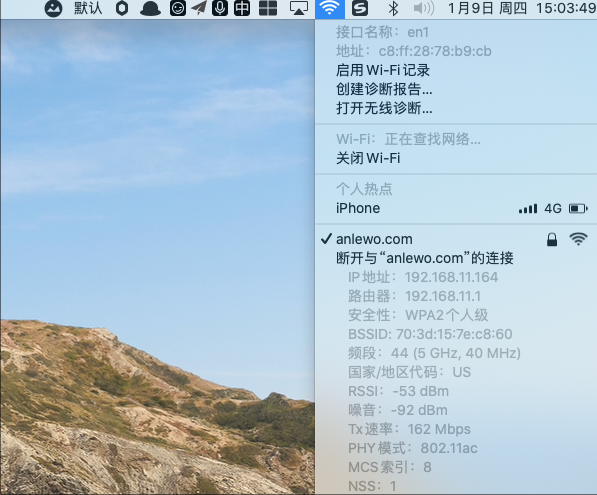 默认 中 1月9日 周四 15:03:49
接口名称：en1
地址：c8:ff:28:78:b9:cb
启用 Wi-Fi 记录
创建诊断报告...
打开无线诊断...
Wi-Fi：正在查找网络...
关闭 Wi-Fi
个人热点
iPhone 4G
anlewo.com
断开与“anlewo.com”的连接
IP 地址：192.168.11.164
路由器：192.168.11.1
安全性：WPA2 个人级
BSSID: 70:3d:15:7e:c8:60
频段：44 (5 GHz, 40 MHz)
国家/地区代码：US
RSSI：-53 dBm
噪音：-92 dBm
Tx 速率：162 Mbps
PHY 模式：802.11ac
MCS 索引：8
NSS：1